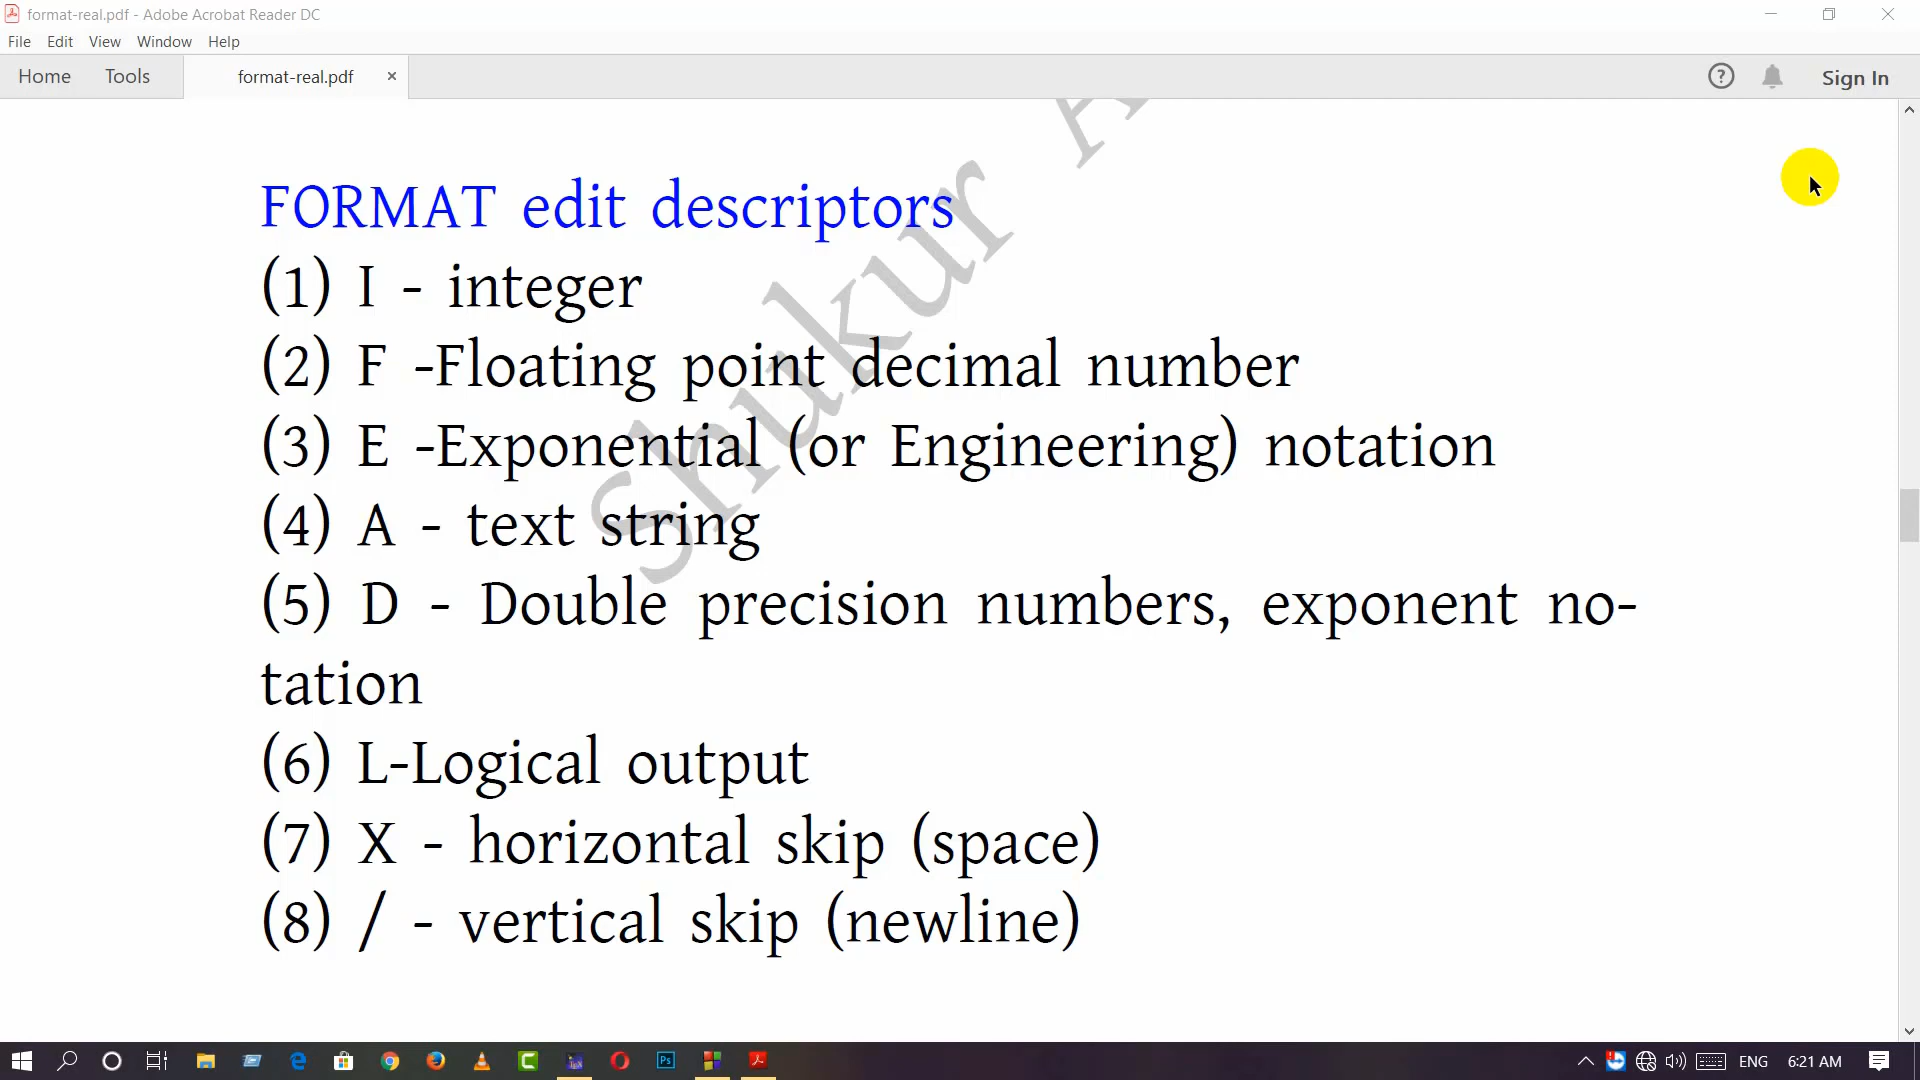 format-real.pdf - Adobe Acrobat Reader DC
File Edit View Window Help
Home Tools format-real.pdf × ? Sign In
FORMAT edit descriptors
(1) I - integer
(2) F -Floating point decimal number
(3) E -Exponential (or Engineering) notation
(4) A - text string
(5) D - Double precision numbers, exponent no-
tation
(6) L-Logical output
(7) X - horizontal skip (space)
(8) / - vertical skip (newline)
Shukur A
Ps ENG 6:21 AM